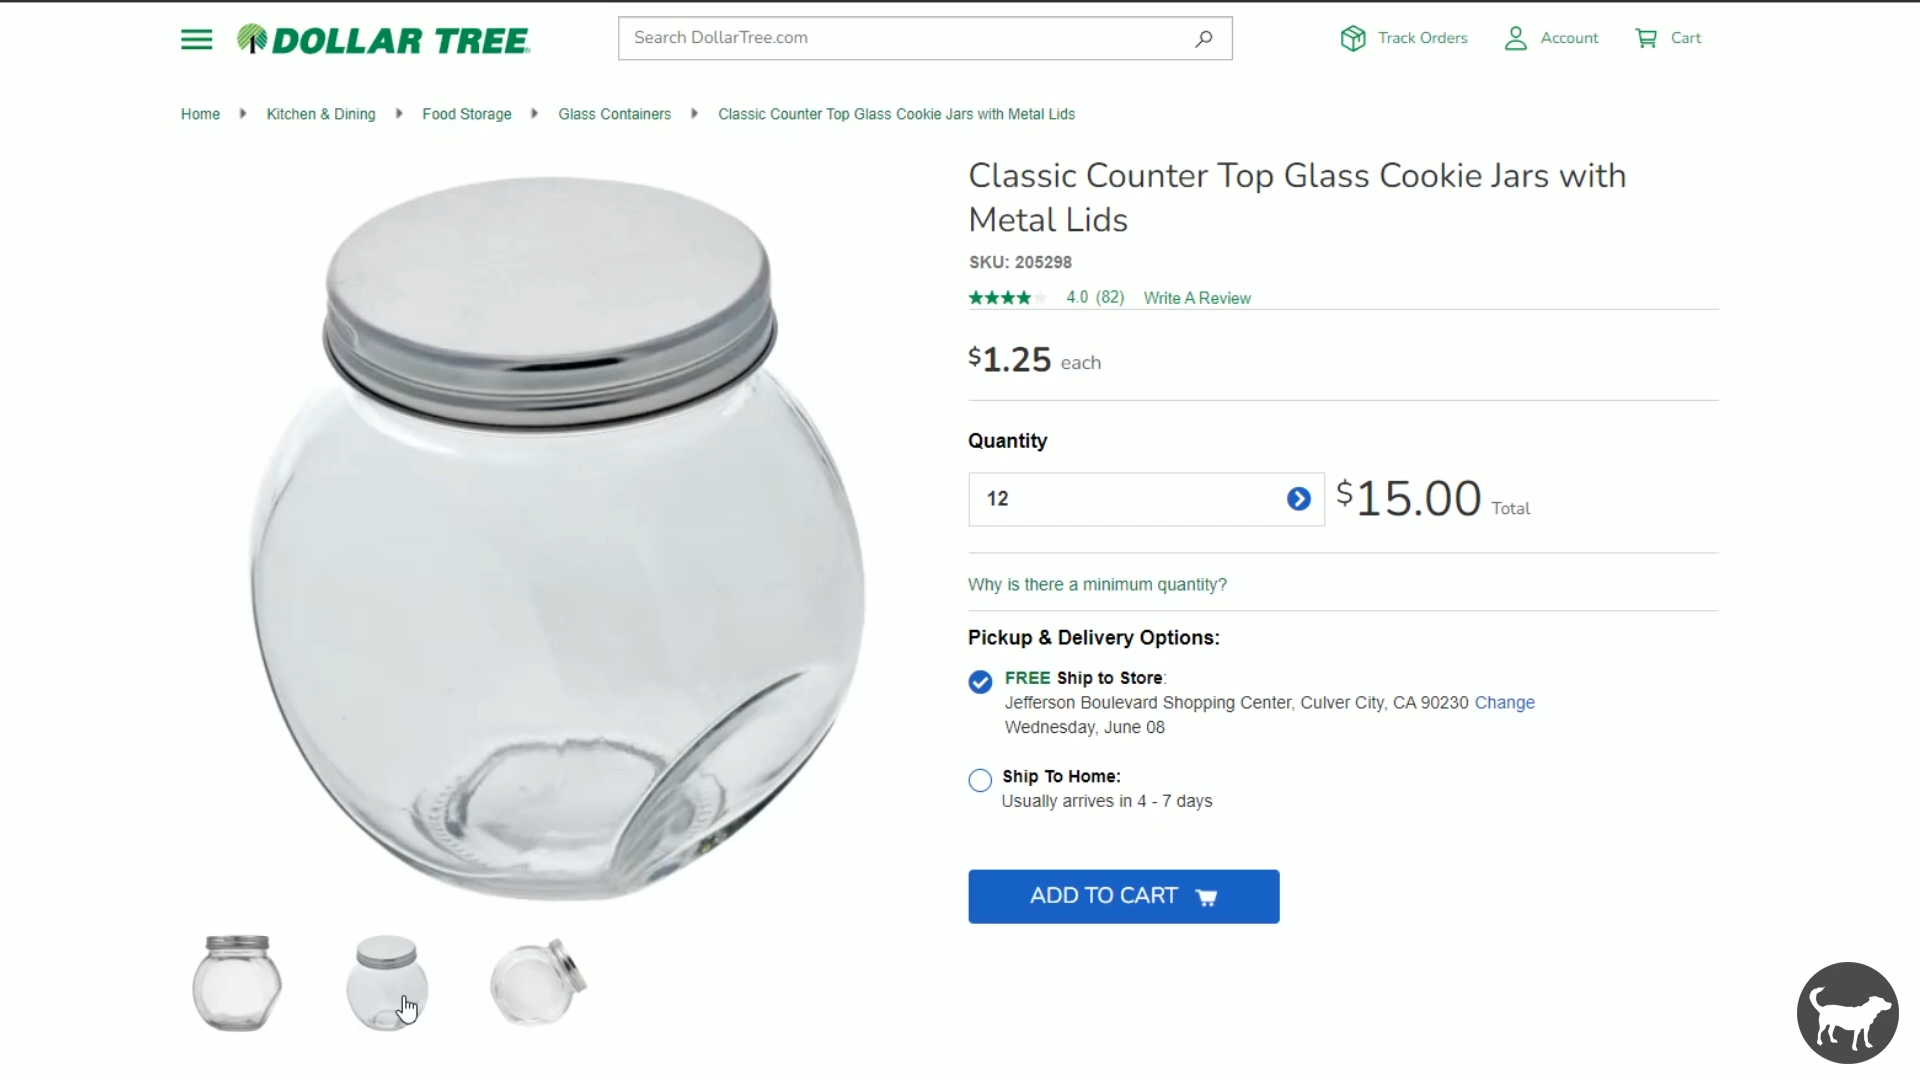 DOLLAR TREE
Search DollarTree.com
Track Orders
Account
Cart
Home
Kitchen & Dining
Food Storage
Glass Containers
Classic Counter Top Glass Cookie Jars with Metal Lids
Classic Counter Top Glass Cookie Jars with
Metal Lids
SKU: 205298
4.0 (82) Write A Review
$1.25 each
Quantity
12
$15.00 Total
Why is there a minimum quantity?
Pickup & Delivery Options:
FREE Ship to Store:
Jefferson Boulevard Shopping Center, Culver City, CA 90230 Change
Wednesday, June 08
Ship To Home:
Usually arrives in 4 - 7 days
ADD TO CART